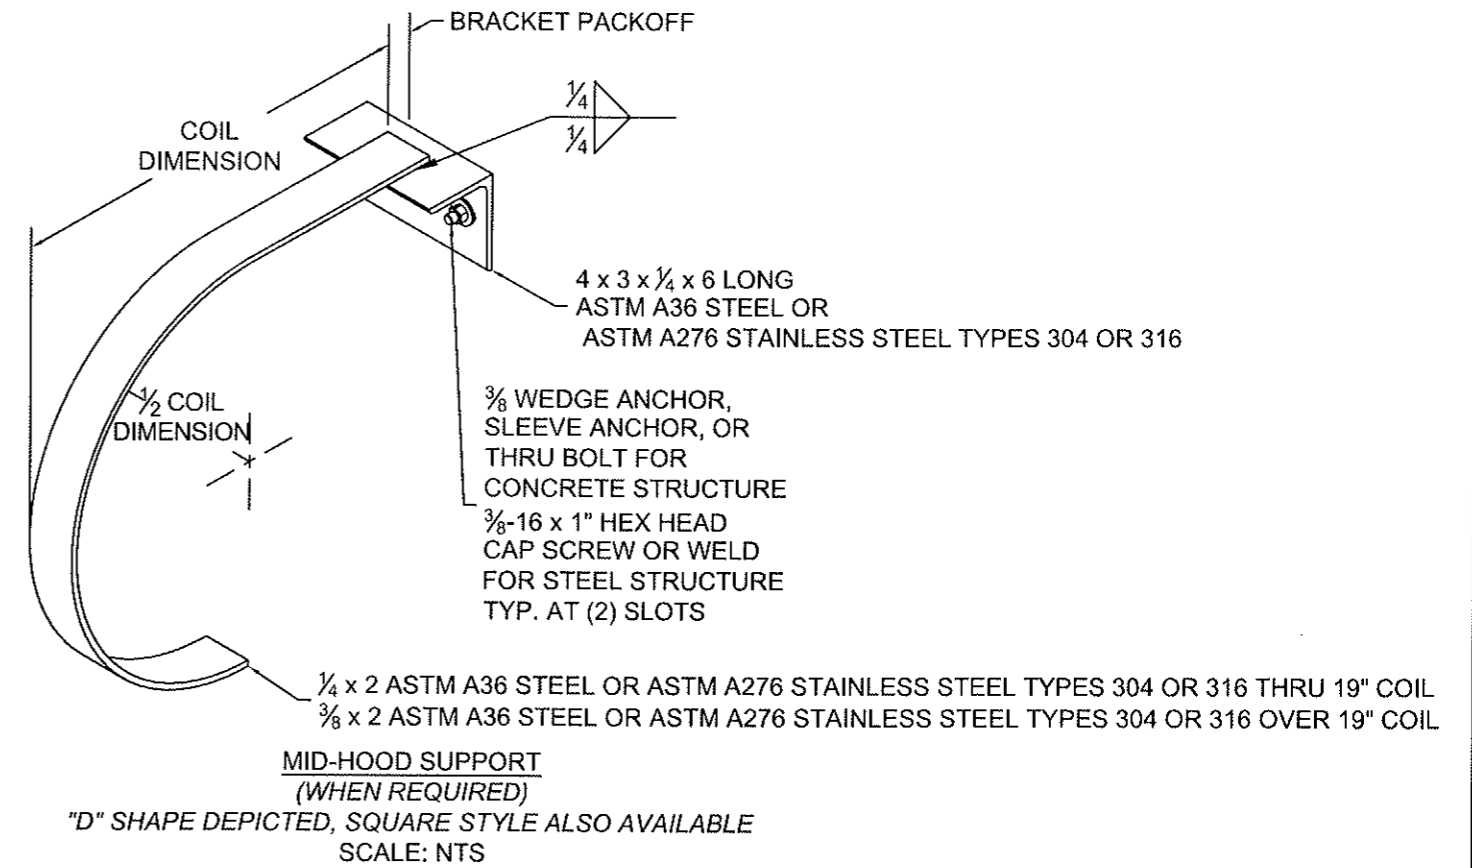 BRACKET PACKOFF
1/4
1/4
COIL
DIMENSION
4 x 3 x 1/4 x 6 LONG
ASTM A36 STEEL OR
ASTM A276 STAINLESS STEEL TYPES 304 OR 316
1/2 COIL
DIMENSION
3/8 WEDGE ANCHOR,
SLEEVE ANCHOR, OR
THRU BOLT FOR
CONCRETE STRUCTURE
3/8-16 x 1" HEX HEAD
CAP SCREW OR WELD
FOR STEEL STRUCTURE
TYP. AT (2) SLOTS
1/4 x 2 ASTM A36 STEEL OR ASTM A276 STAINLESS STEEL TYPES 304 OR 316 THRU 19" COIL
3/8 x 2 ASTM A36 STEEL OR ASTM A276 STAINLESS STEEL TYPES 304 OR 316 OVER 19" COIL
MID-HOOD SUPPORT
(WHEN REQUIRED)
"D" SHAPE DEPICTED, SQUARE STYLE ALSO AVAILABLE
SCALE: NTS